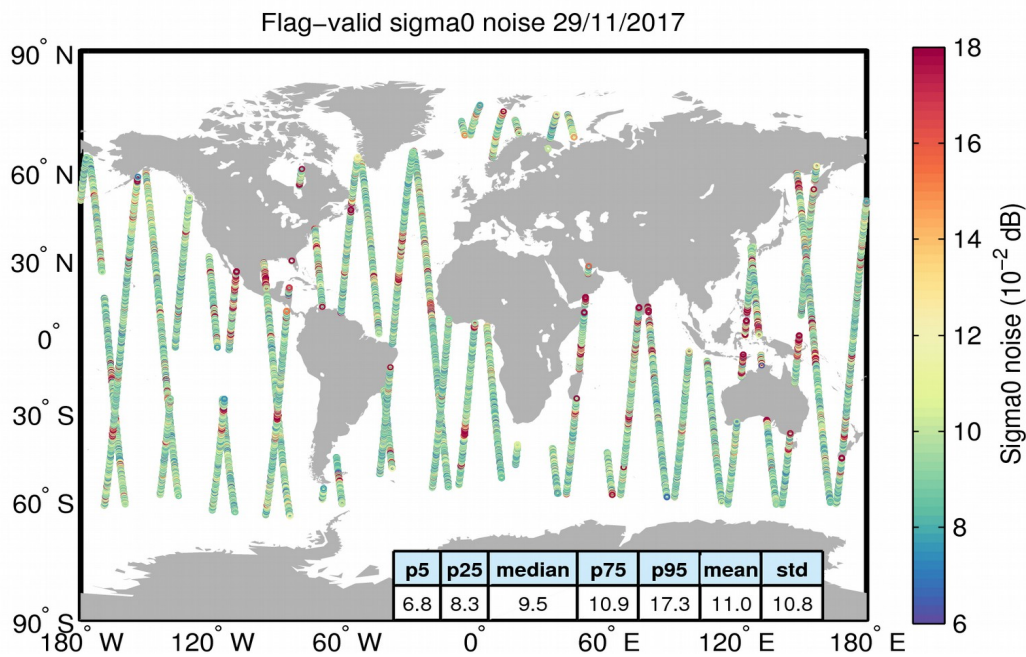 Flag−valid sigma0 noise 29/11/2017
90° N
60° N
30° N
0°
30° S
60° S
90° S
180° W
120° W
60° W
0°
60° E
120° E
180° E
p5 p25 median p75 p95 mean std
6.8 8.3 9.5 10.9 17.3 11.0 10.8
18
16
14
12
10
8
6
Sigma0 noise (10⁻² dB)